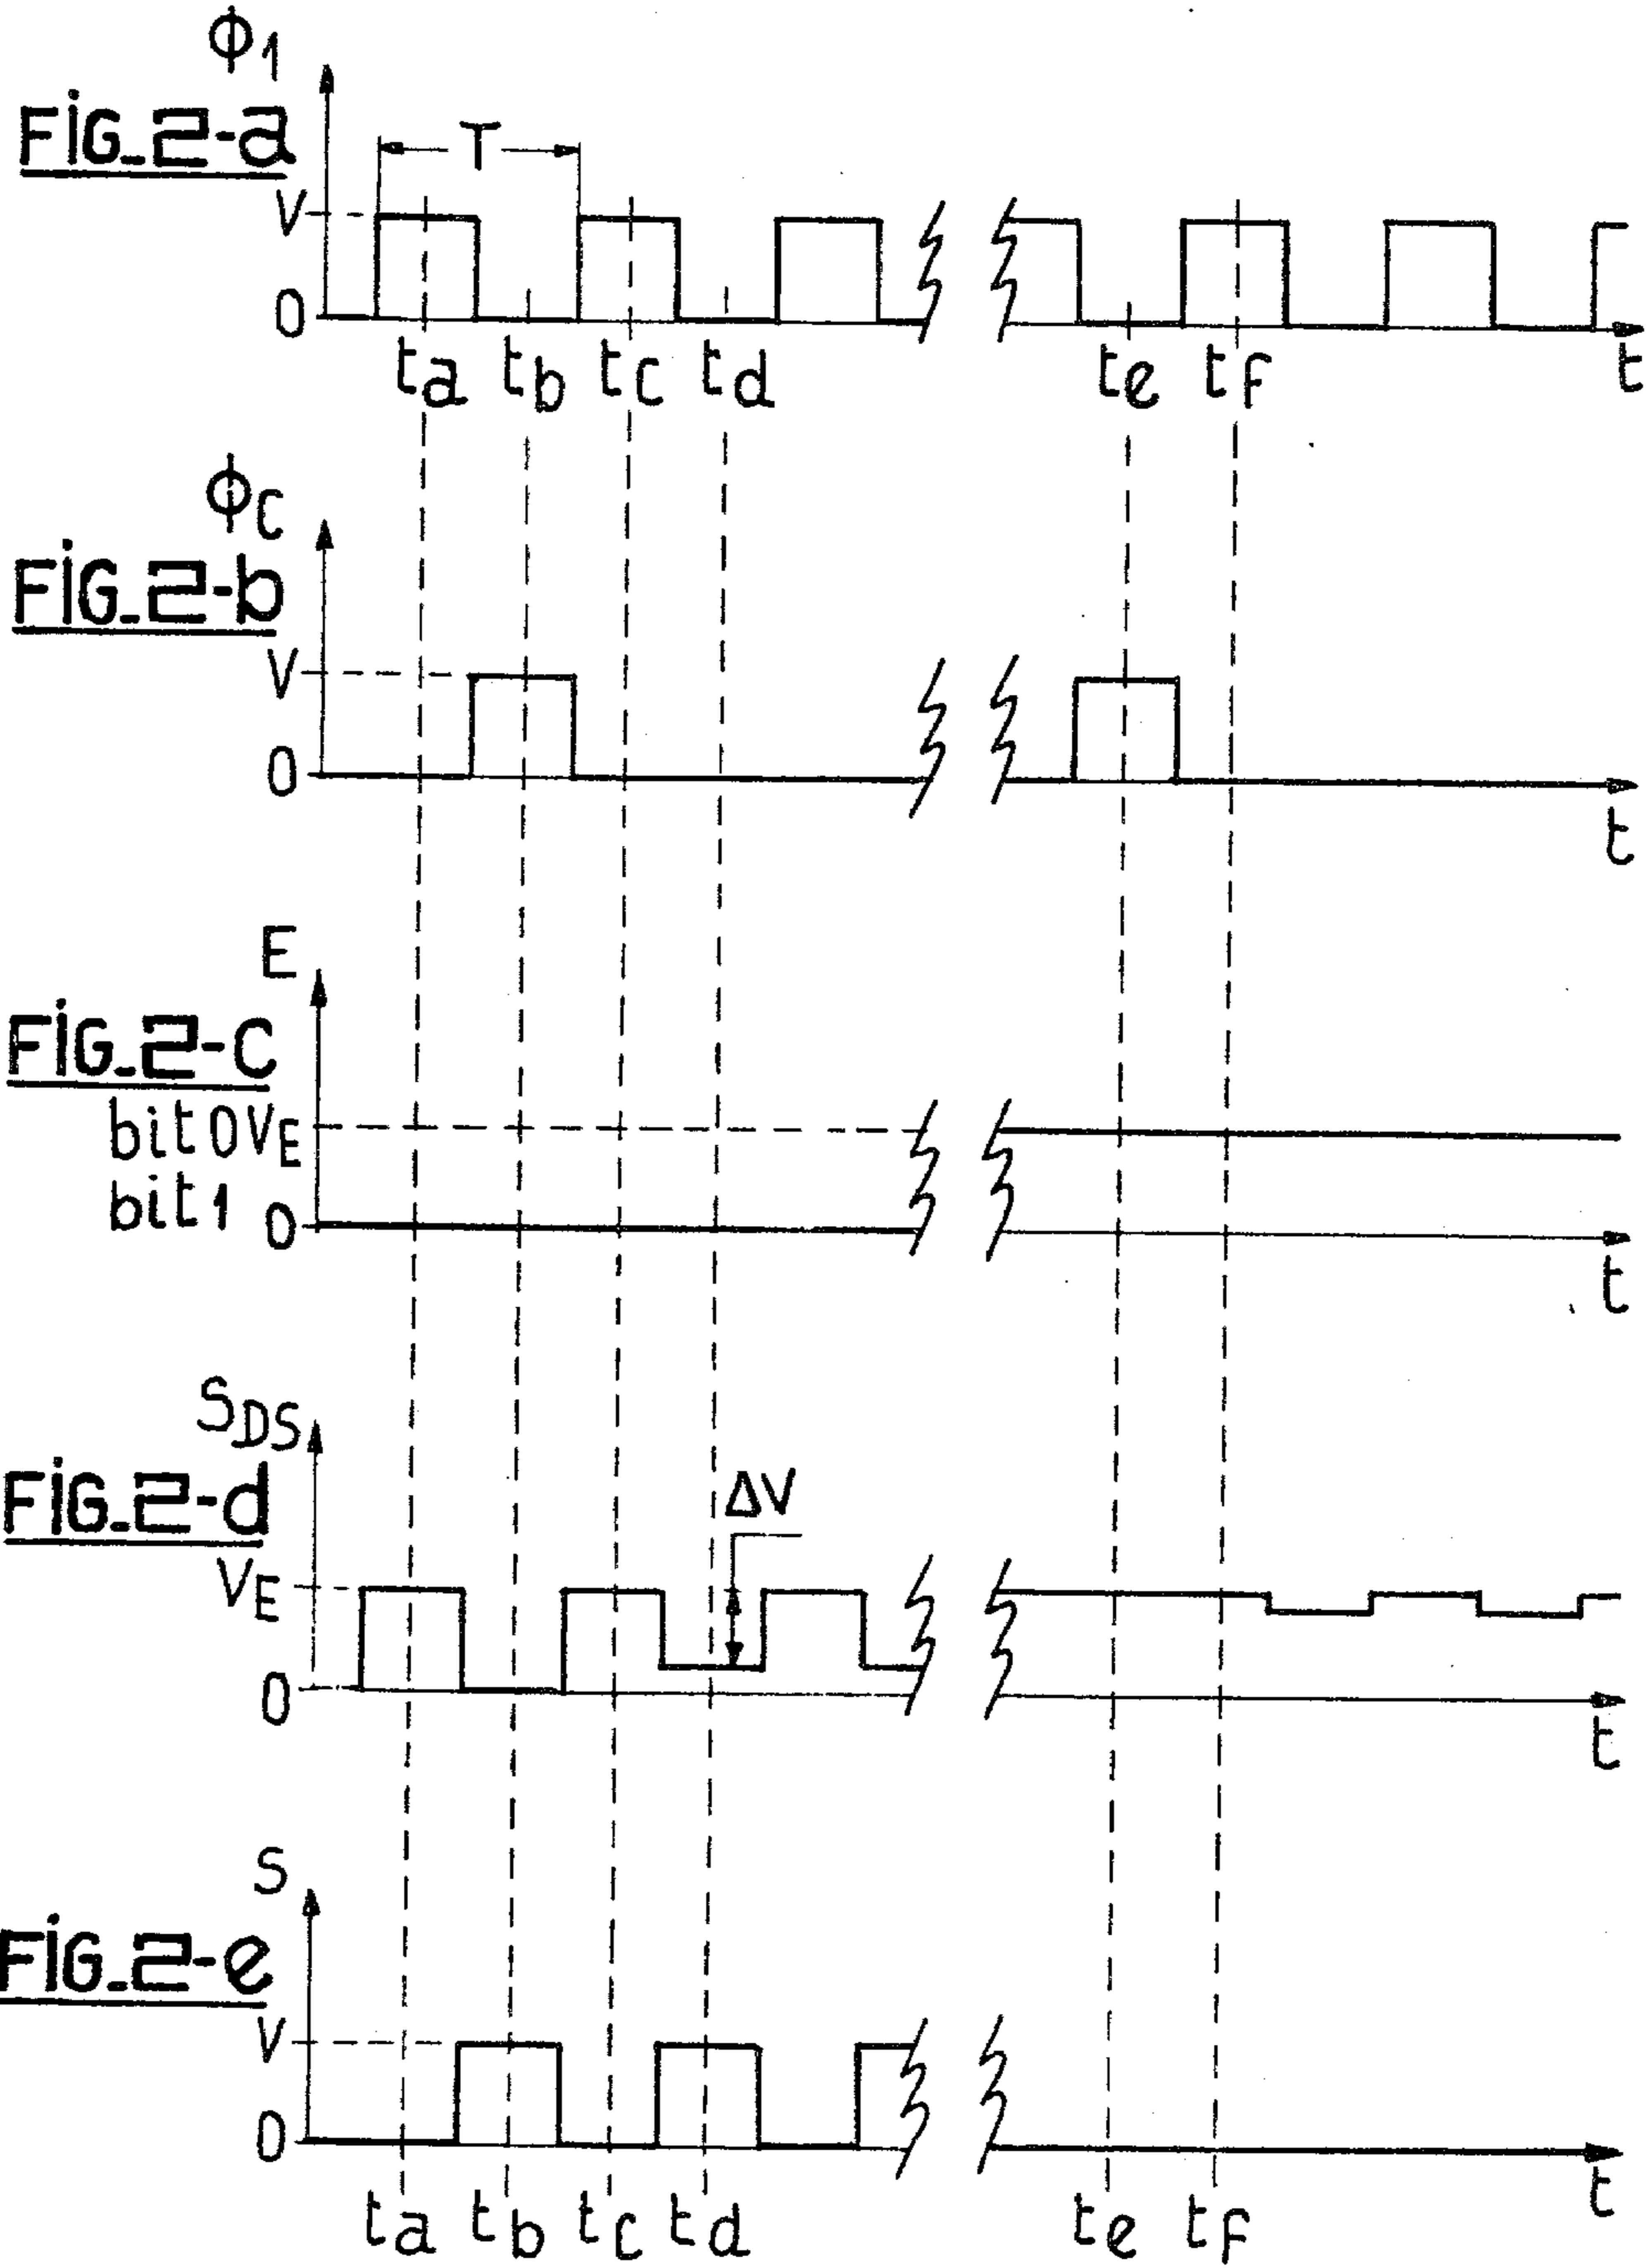 ϕ1
FIG_2-a
T
V
0
ta tb tc td te tf t
ϕC
FIG_2-b
V
0
t
E
FIG_2-c
bit 0 VE
bit 1 0
t
SDS
FIG_2-d
ΔV
VE
0
t
S
FIG_2-e
V
0
t
ta tb tc td te tf